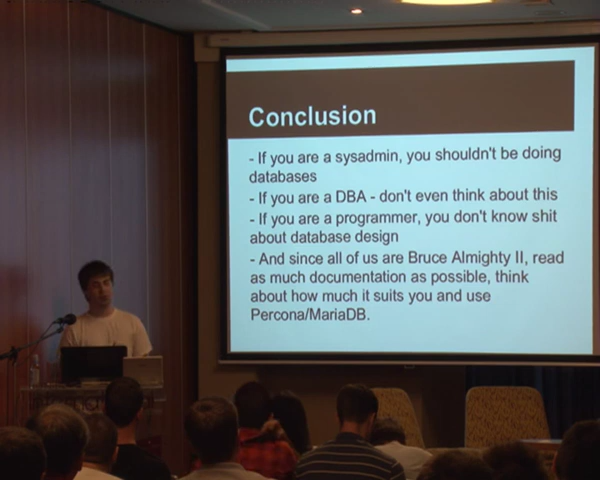 Conclusion
- If you are a sysadmin, you shouldn't be doing
databases
- If you are a DBA - don't even think about this
- If you are a programmer, you don't know shit
about database design
- And since all of us are Bruce Almighty II, read
as much documentation as possible, think
about how much it suits you and use
Percona/MariaDB.